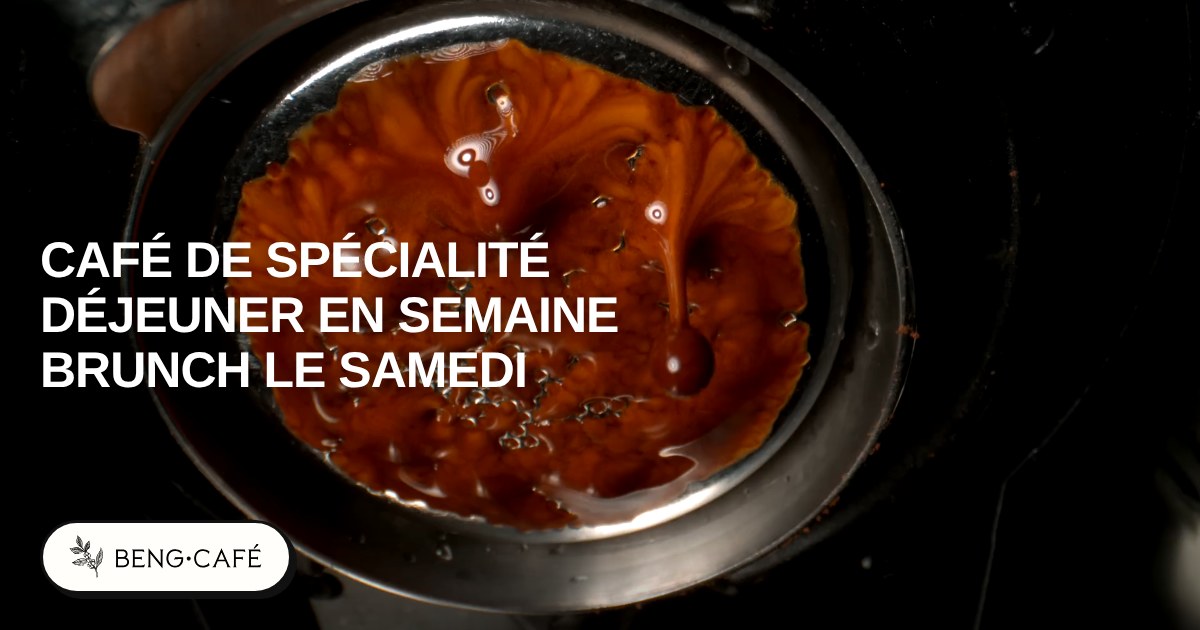 CAFÉ DE SPÉCIALITÉ
DÉJEUNER EN SEMAINE
BRUNCH LE SAMEDI
BENG•CAFÉ